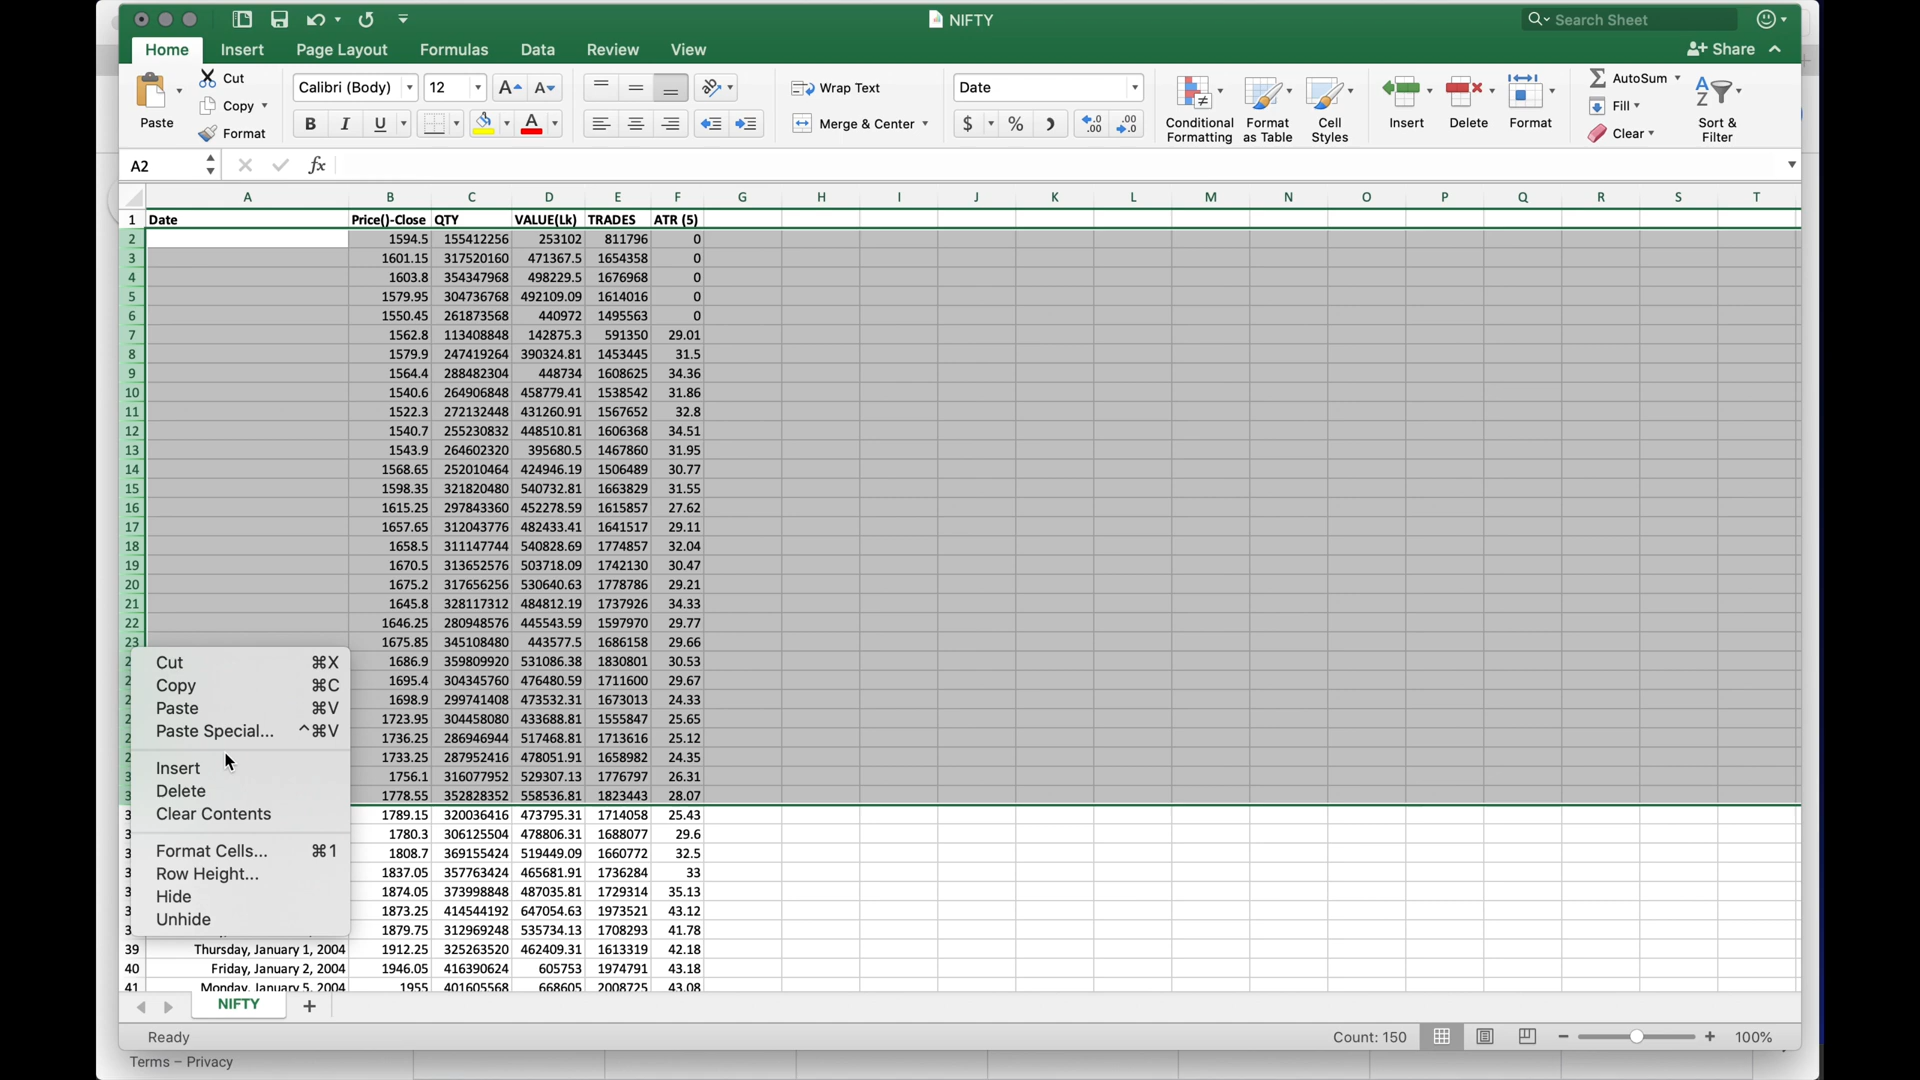 NIFTY
Search Sheet
Home Insert Page Layout Formulas Data Review View
Share
Paste
Cut
Copy
Format
Calibri (Body) 12 A A
B I U A
Wrap Text
Merge & Center
Date
$ % )
Conditional Formatting
Format as Table
Cell Styles
Insert
Delete
Format
AutoSum
Fill
Clear
Sort & Filter
A2 fx
A B C D E F G H I J K L M N O P Q R S T
1 Date Price()-Close QTY VALUE(Lk) TRADES ATR (5)
2 1594.5 155412256 253102 811796 0
3 1601.15 317520160 471367.5 1654358 0
4 1603.8 354347968 498229.5 1676968 0
5 1579.95 304736768 492109.09 1614016 0
6 1550.45 261873568 440972 1495563 0
7 1562.8 113408848 142875.3 591350 29.01
8 1579.9 247419264 390324.81 1453445 31.5
9 1564.4 288482304 448734 1608625 34.36
10 1540.6 264906848 458779.41 1538542 31.86
11 1522.3 272132448 431260.91 1567652 32.8
12 1540.7 255230832 448510.81 1606368 34.51
13 1543.9 264602320 395680.5 1467860 31.95
14 1568.65 252010464 424946.19 1506489 30.77
15 1598.35 321820480 540732.81 1663829 31.55
16 1615.25 297843360 452278.59 1615857 27.62
17 1657.65 312043776 482433.41 1641517 29.11
18 1658.5 311147744 540828.69 1774857 32.04
19 1670.5 313652576 503718.09 1742130 30.47
20 1675.2 317656256 530640.63 1778786 29.21
21 1645.8 328117312 484812.19 1737926 34.33
22 1646.25 280948576 445543.59 1597970 29.77
23 1675.85 345108480 443577.5 1686158 29.66
1686.9 359809920 531086.38 1830801 30.53
1695.4 304345760 476480.59 1711600 29.67
1698.9 299741408 473532.31 1673013 24.33
1723.95 304458080 433688.81 1555847 25.65
1736.25 286946944 517468.81 1713616 25.12
1733.25 287952416 478051.91 1658982 24.35
1756.1 316077952 529307.13 1776797 26.31
1778.55 352828352 558536.81 1823443 28.07
1789.15 320036416 473795.31 1714058 25.43
1780.3 306125504 478806.31 1688077 29.6
1808.7 369155424 519449.09 1660772 32.5
1837.05 357763424 465681.91 1736284 33
1874.05 373998848 487035.81 1729314 35.13
1873.25 414544192 647054.63 1973521 43.12
1879.75 312969248 535734.13 1708293 41.78
39 Thursday, January 1, 2004 1912.25 325263520 462409.31 1613319 42.18
40 Friday, January 2, 2004 1946.05 416390624 605753 1974791 43.18
41 Monday, January 5, 2004 1955 401605568 668605 2008725 43.08
Cut ⌘X
Copy ⌘C
Paste ⌘V
Paste Special... ^⌘V
Insert
Delete
Clear Contents
Format Cells... ⌘1
Row Height...
Hide
Unhide
NIFTY +
Ready Count: 150 100%
Terms – Privacy